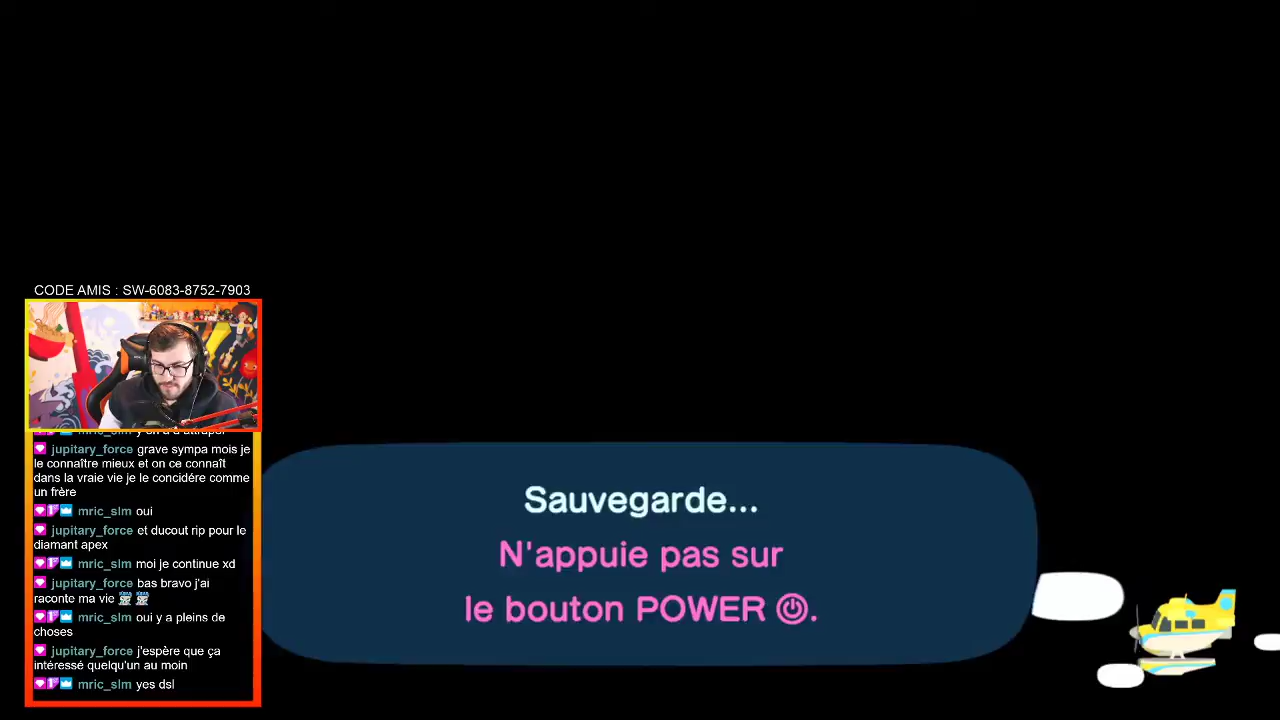 CODE AMIS : SW-6083-8752-7903
jupitary_force grave sympa mois je
le connaître mieux et on ce connaît
dans la vraie vie je le concidére comme
un frère
mric_slm oui
jupitary_force et ducout rip pour le
diamant apex
mric_slm moi je continue xd
jupitary_force bas bravo j'ai
raconte ma vie
mric_slm oui y a pleins de
choses
jupitary_force j'espère que ça
intéressé quelqu'un au moin
mric_slm yes dsl
Sauvegarde...
N'appuie pas sur
le bouton POWER.